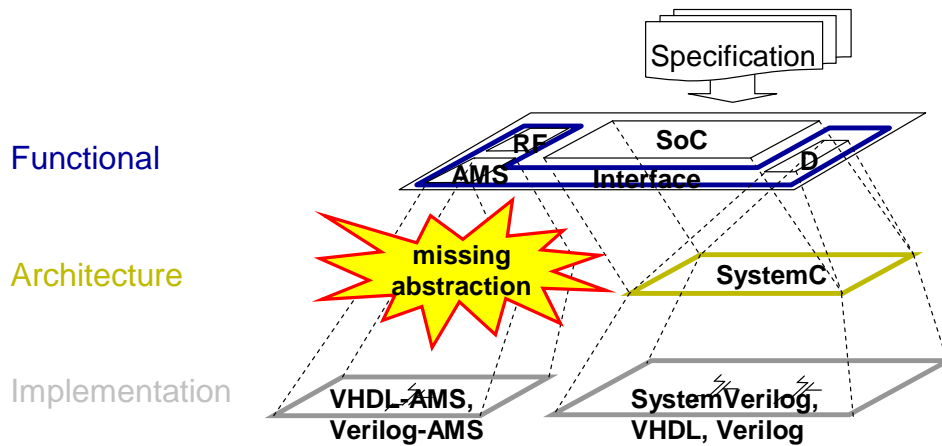 Specification
Functional
RF
SoC
AMS
Interface
D
missing
abstraction
Architecture
SystemC
Implementation
VHDL-AMS,
Verilog-AMS
SystemVerilog,
VHDL, Verilog